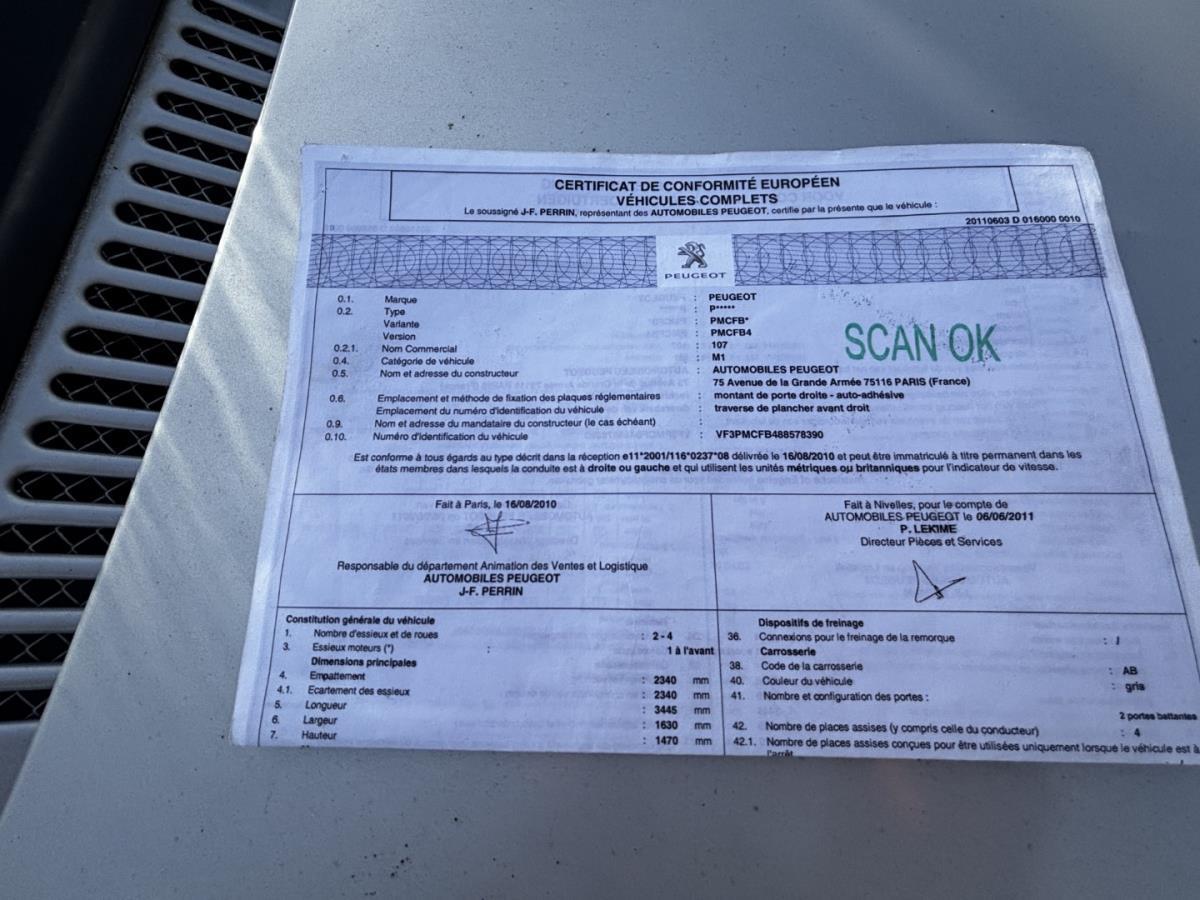 CERTIFICAT DE CONFORMITÉ EUROPÉEN
VÉHICULES COMPLETS
Le soussigné J-F. PERRIN, représentant des AUTOMOBILES PEUGEOT, certifie par la présente que le véhicule :
20110603 D 016000 0010
PEUGEOT
0.1. Marque : PEUGEOT
0.2. Type : P*****
Variante : PMCFB*
Version : PMCFB4
0.2.1. Nom Commercial : 107
0.4. Catégorie de véhicule : M1
0.5. Nom et adresse du constructeur : AUTOMOBILES PEUGEOT
75 Avenue de la Grande Armée 75116 PARIS (France)
SCAN OK
0.6. Emplacement et méthode de fixation des plaques réglementaires : montant de porte droite - auto-adhésive
Emplacement du numéro d'identification du véhicule : traverse de plancher avant droit
0.9. Nom et adresse du mandataire du constructeur (le cas échéant) :
0.10. Numéro d'identification du véhicule : VF3PMCFB488578390
Est conforme à tous égards au type décrit dans la réception e11*2001/116*0237*08 délivrée le 16/08/2010 et peut être immatriculé à titre permanent dans les
états membres dans lesquels la conduite est à droite ou gauche et qui utilisent les unités métriques ou britanniques pour l'indicateur de vitesse.
Fait à Paris, le 16/08/2010
Responsable du département Animation des Ventes et Logistique
AUTOMOBILES PEUGEOT
J-F. PERRIN
Fait à Nivelles, pour le compte de
AUTOMOBILES PEUGEOT le 06/06/2011
P. LEKIME
Directeur Pièces et Services
Constitution générale du véhicule
1. Nombre d'essieux et de roues : 2 - 4
3. Essieux moteurs (*) : 1 à l'avant
Dimensions principales
4. Empattement : 2340 mm
4.1. Ecartement des essieux : 2340 mm
5. Longueur : 3445 mm
6. Largeur : 1630 mm
7. Hauteur : 1470 mm
Dispositifs de freinage
36. Connexions pour le freinage de la remorque : /
Carrosserie
38. Code de la carrosserie : AB
40. Couleur du véhicule : gris
41. Nombre et configuration des portes :
2 portes battantes
42. Nombre de places assises (y compris celle du conducteur) : 4
42.1. Nombre de places assises conçues pour être utilisées uniquement lorsque le véhicule est à
l'arrêt